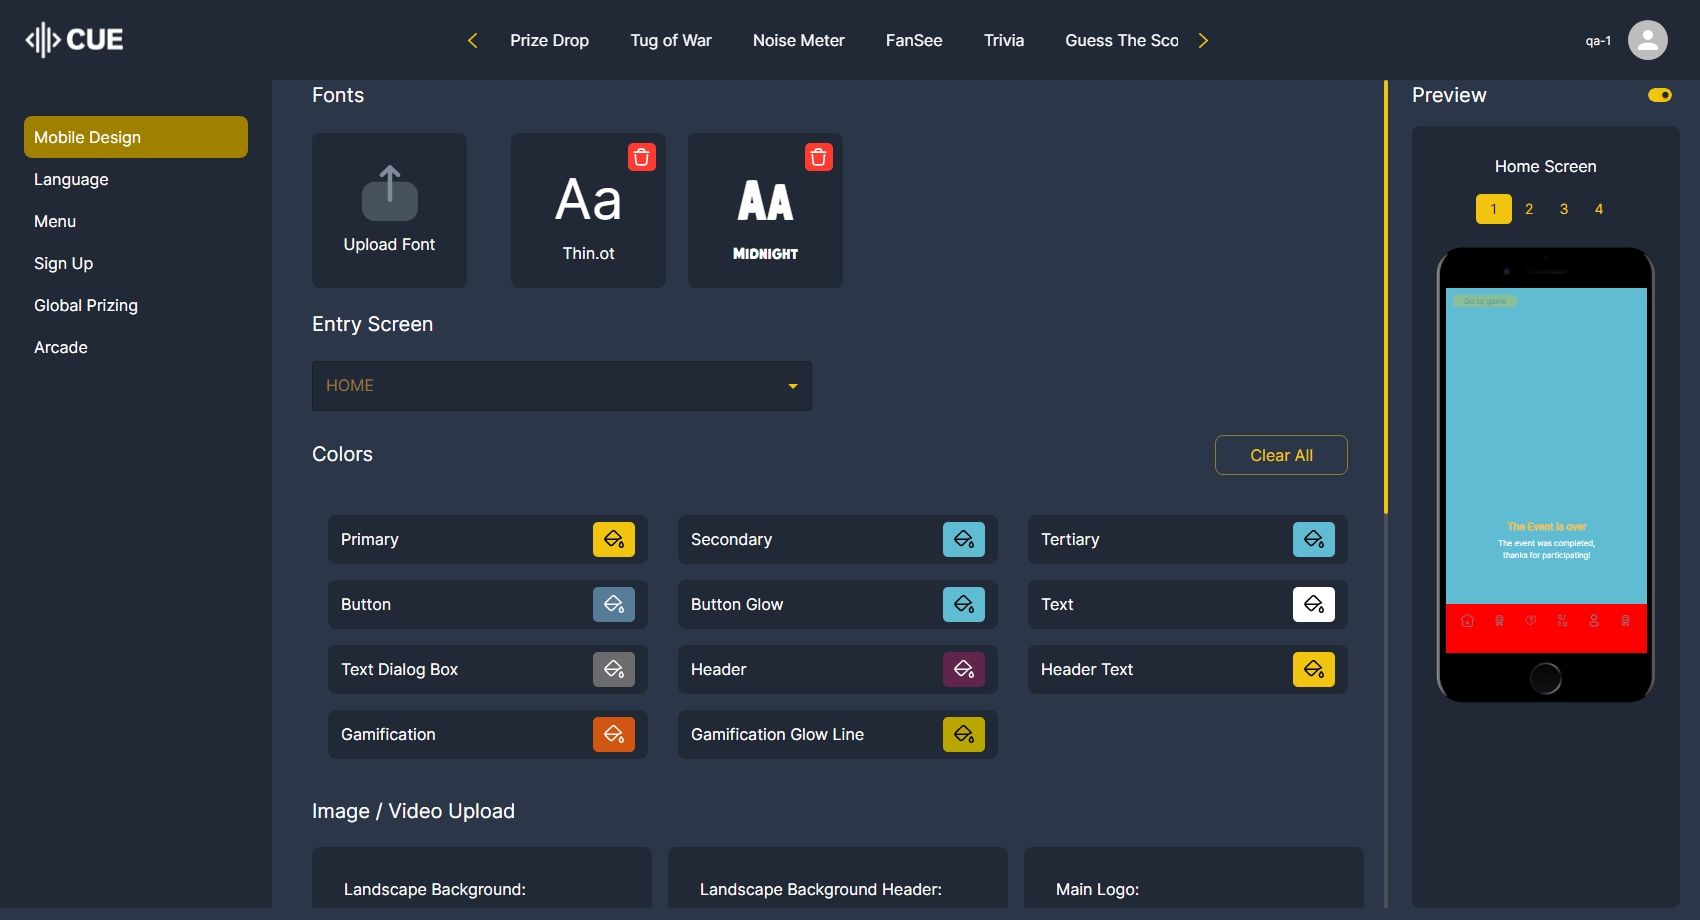 CUE
Prize Drop
Tug of War
Noise Meter
FanSee
Trivia
Guess The Sco
qa-1
Mobile Design
Language
Menu
Sign Up
Global Prizing
Arcade
Fonts
Upload Font
Aa
Thin.ot
AA
MIDNIGHT
Entry Screen
HOME
Colors
Clear All
Primary
Secondary
Tertiary
Button
Button Glow
Text
Text Dialog Box
Header
Header Text
Gamification
Gamification Glow Line
Image / Video Upload
Landscape Background:
Landscape Background Header:
Main Logo:
Preview
Home Screen
1 2 3 4
Go to game
The Event is over
The event was completed,
thanks for participating!